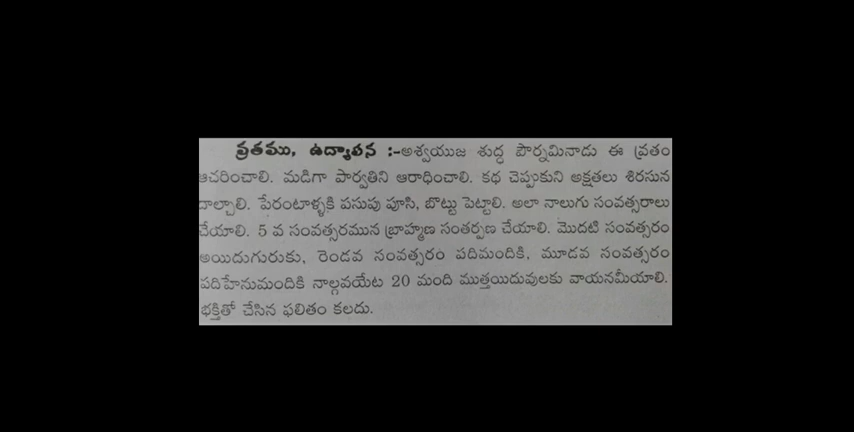 వ్రతము, ఉద్యాపన :-అశ్వయుజ శుద్ధ పౌర్నమినాడు ఈ వ్రతం
ఆచరించాలి. మడిగా పార్వతిని ఆరాధించాలి. కథ చెప్పుకుని అక్షతలు శిరసున
దాల్చాలి. పేరంటాళ్ళకి పసుపు పూసి, బొట్టు పెట్టాలి. అలా నాలుగు సంవత్సరాలు
చేయాలి. 5 వ సంవత్సరమున బ్రాహ్మణ సంతర్పణ చేయాలి. మొదటి సంవత్సరం
అయిదుగురుకు, రెండవ సంవత్సరం పదిమందికి, మూడవ సంవత్సరం
పదిహేనుమందికి నాల్గవయేట 20 మంది ముత్తయిదువులకు వాయనమీయాలి.
భక్తితో చేసిన ఫలితం కలదు.